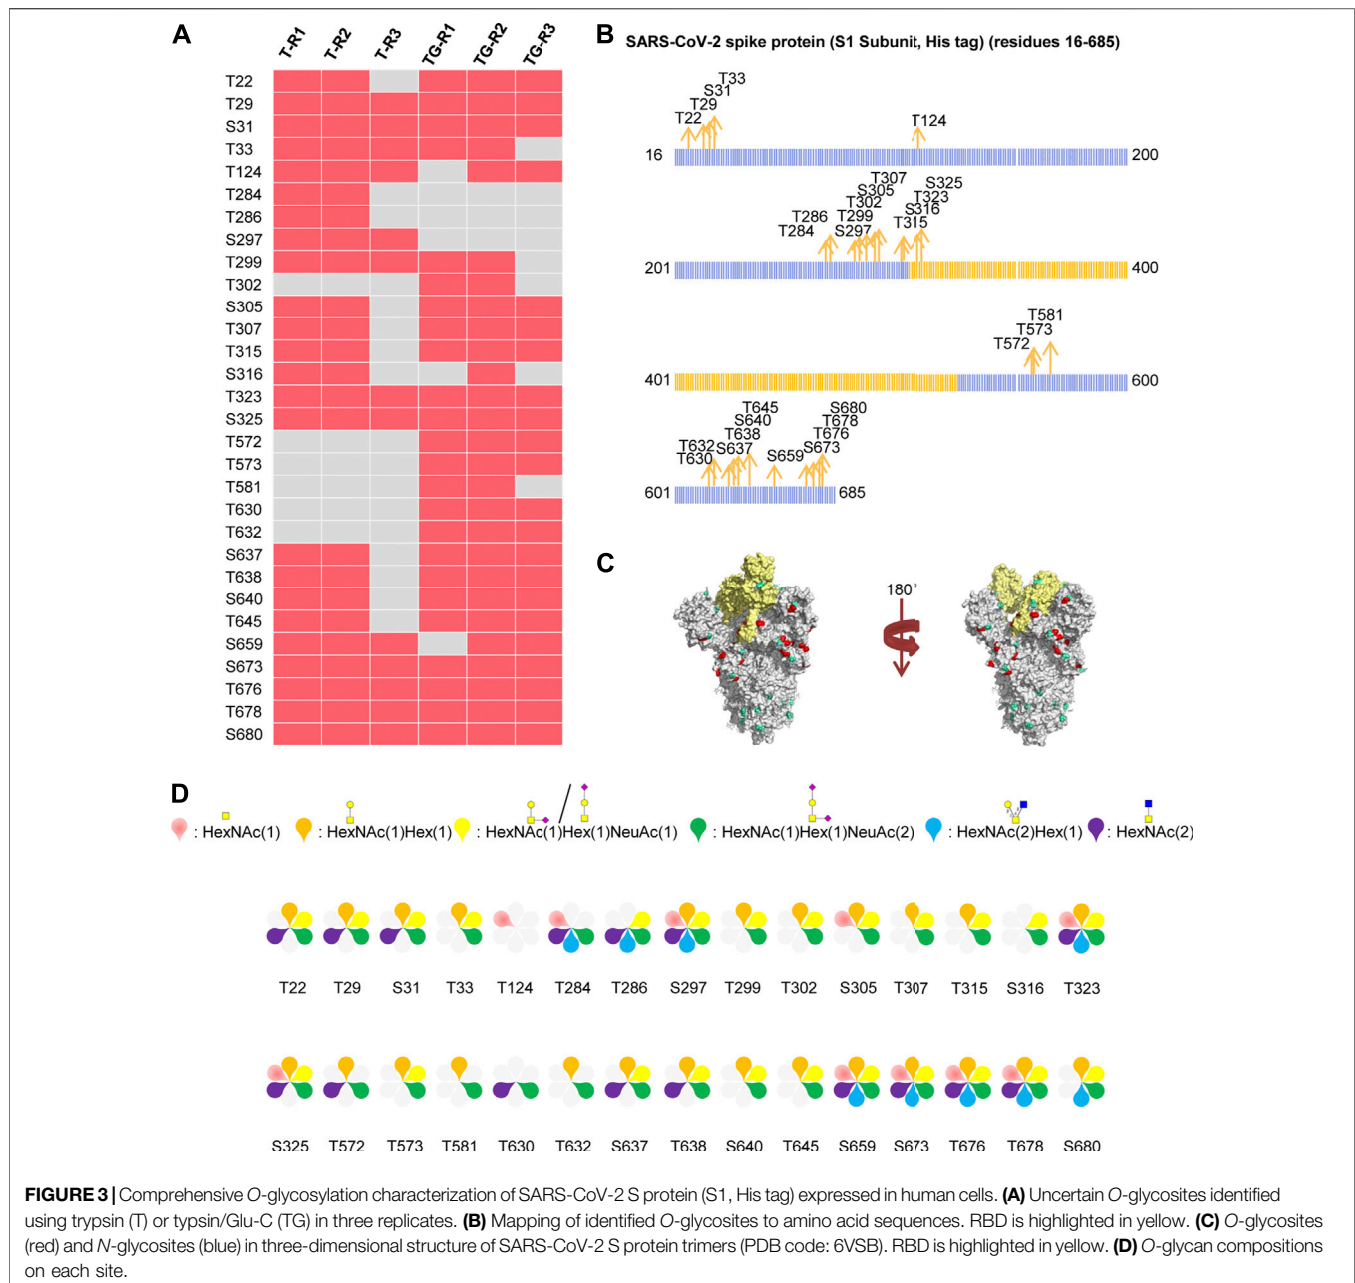 A
T-R1 T-R2 T-R3 TG-R1 TG-R2 TG-R3
T22
T29
S31
T33
T124
T284
T286
S297
T299
T302
S305
T307
T315
S316
T323
S325
T572
T573
T581
T630
T632
S637
T638
S640
T645
S659
S673
T676
T678
S680
B SARS-CoV-2 spike protein (S1 Subunit, His tag) (residues 16-685)
T33
S31
T29
T22 T124
16 200
T307 S325
S305 T323
T302 S316
T286 T299 T315
T284 S297
201 400
T581
T573
T572
401 600
T645 S680
S640 T678
T638 T676
T632 S637 S673
T630 S659
601 685
C
180°
D
: HexNAc(1) : HexNAc(1)Hex(1) : HexNAc(1)Hex(1)NeuAc(1) : HexNAc(1)Hex(1)NeuAc(2) : HexNAc(2)Hex(1) : HexNAc(2)
T22 T29 S31 T33 T124 T284 T286 S297 T299 T302 S305 T307 T315 S316 T323
S325 T572 T573 T581 T630 T632 S637 T638 S640 T645 S659 S673 T676 T678 S680
FIGURE 3 | Comprehensive O-glycosylation characterization of SARS-CoV-2 S protein (S1, His tag) expressed in human cells. (A) Uncertain O-glycosites identified
using trypsin (T) or typsin/Glu-C (TG) in three replicates. (B) Mapping of identified O-glycosites to amino acid sequences. RBD is highlighted in yellow. (C) O-glycosites
(red) and N-glycosites (blue) in three-dimensional structure of SARS-CoV-2 S protein trimers (PDB code: 6VSB). RBD is highlighted in yellow. (D) O-glycan compositions
on each site.